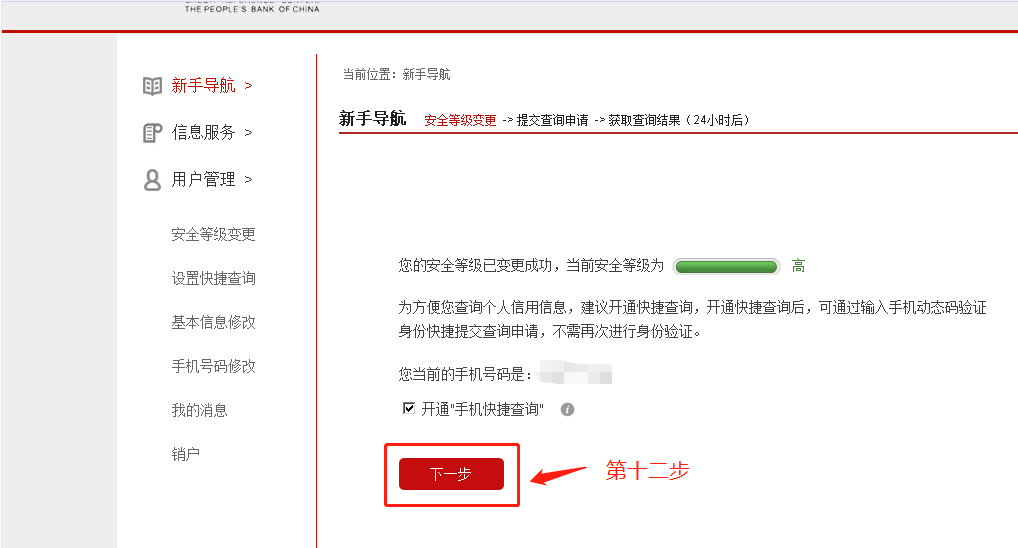 THE PEOPLE'S BANK OF CHINA
新手导航 >
信息服务 >
用户管理 >
安全等级变更
设置快捷查询
基本信息修改
手机号码修改
我的消息
销户
当前位置：新手导航
新手导航 安全等级变更 -> 提交查询申请 -> 获取查询结果（24小时后）
您的安全等级已变更成功，当前安全等级为 高
为方便您查询个人信用信息，建议开通快捷查询，开通快捷查询后，可通过输入手机动态码验证
身份快捷提交查询申请，不需再次进行身份验证。
您当前的手机号码是：
开通"手机快捷查询" i
下一步
第十二步